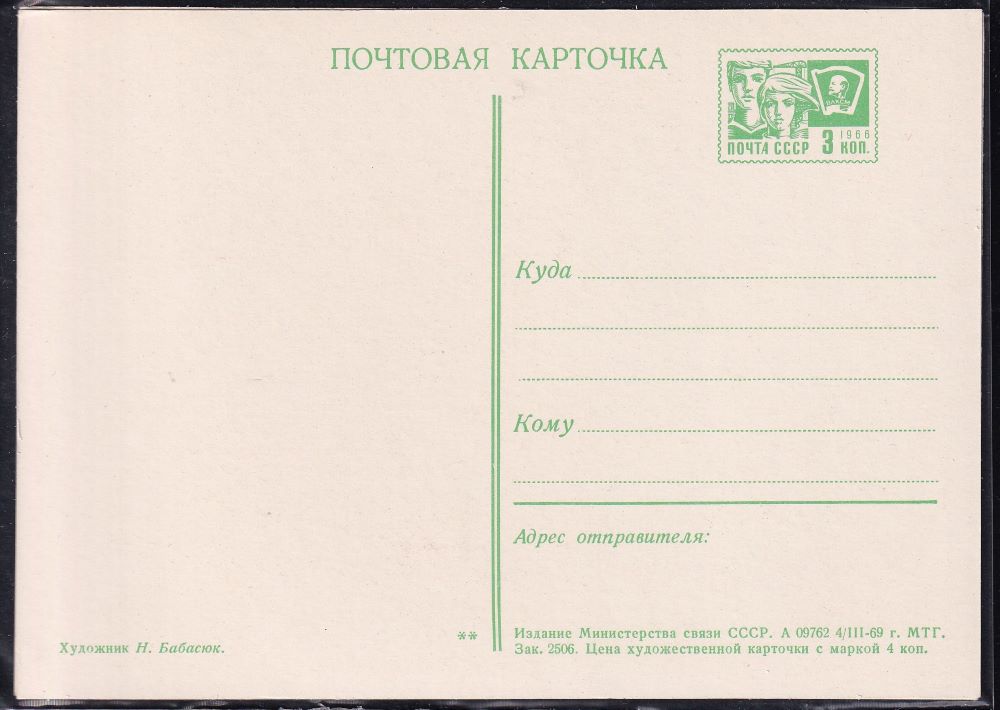 ПОЧТОВАЯ КАРТОЧКА
ВЛКСМ
1966
ПОЧТА СССР 3 КОП.
Куда
Кому
Адрес отправителя:
Художник Н. Бабасюк.
**
Издание Министерства связи СССР. А 09762 4/III-69 г. МТГ.
Зак. 2506. Цена художественной карточки с маркой 4 коп.